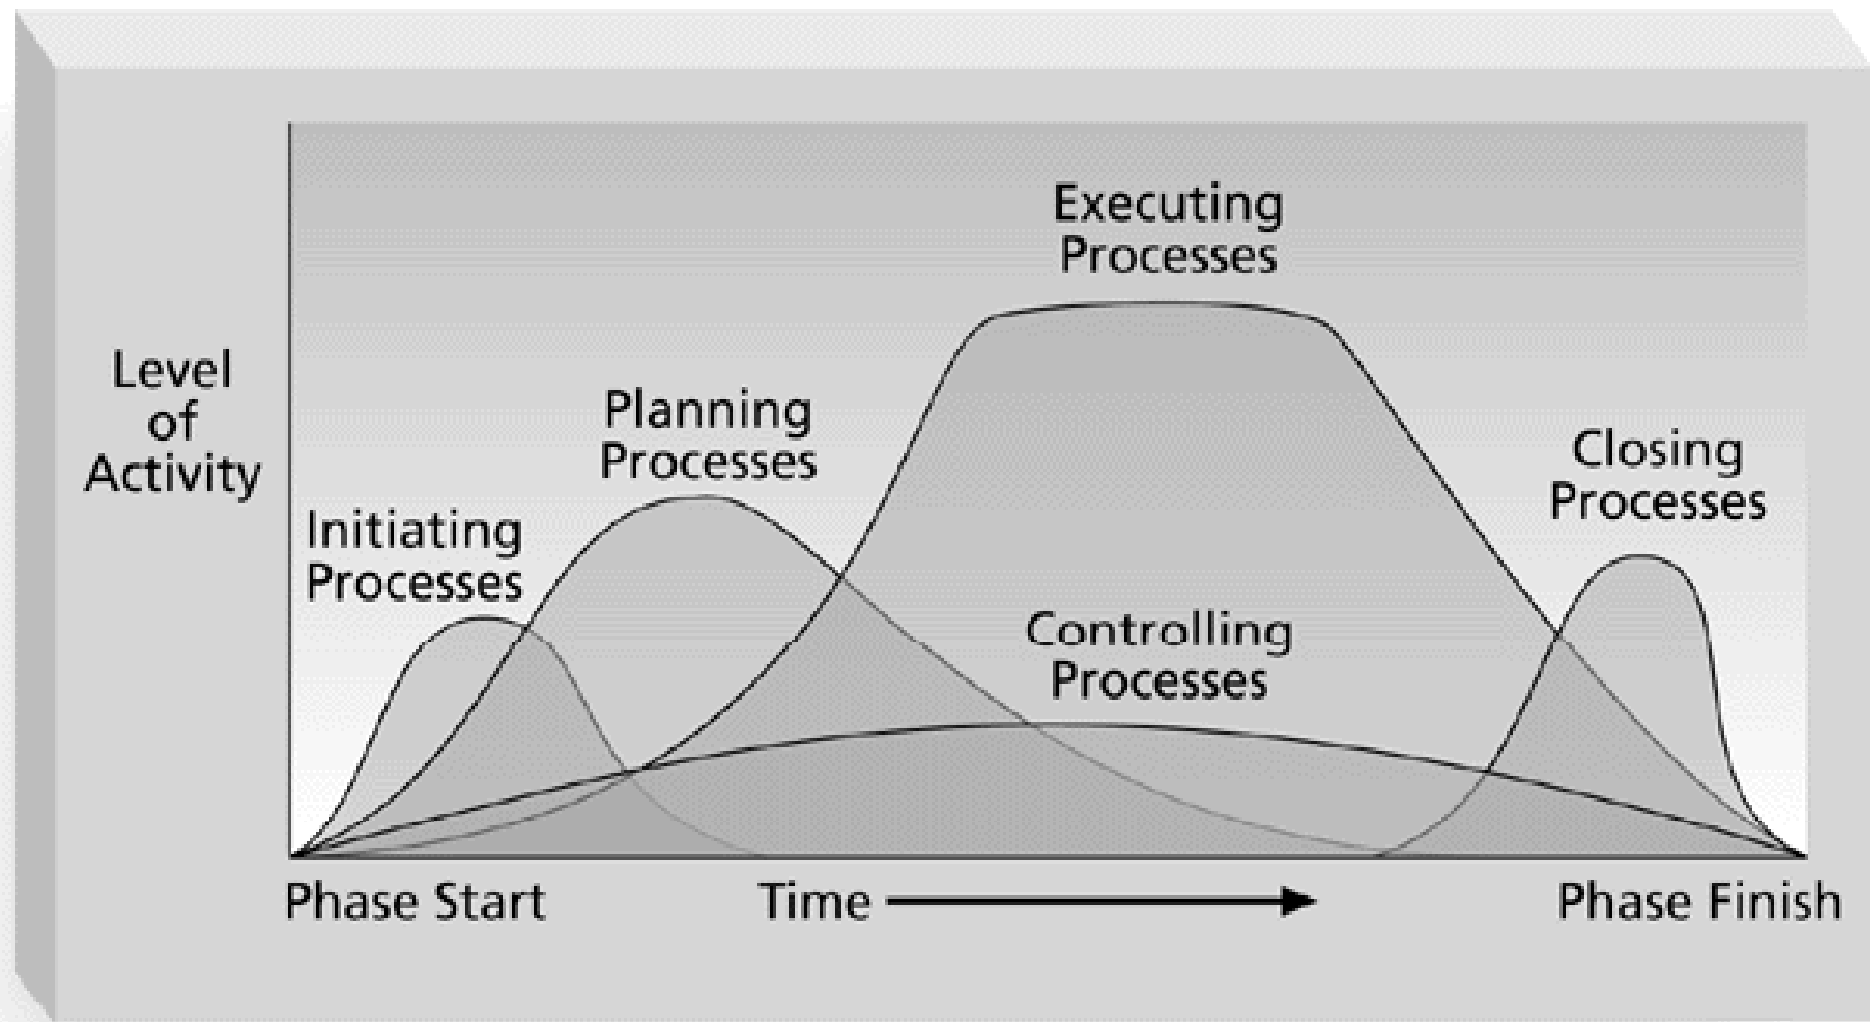 Executing
Processes
Level
of
Activity
Planning
Processes
Closing
Processes
Initiating
Processes
Controlling
Processes
Phase Start
Time
Phase Finish